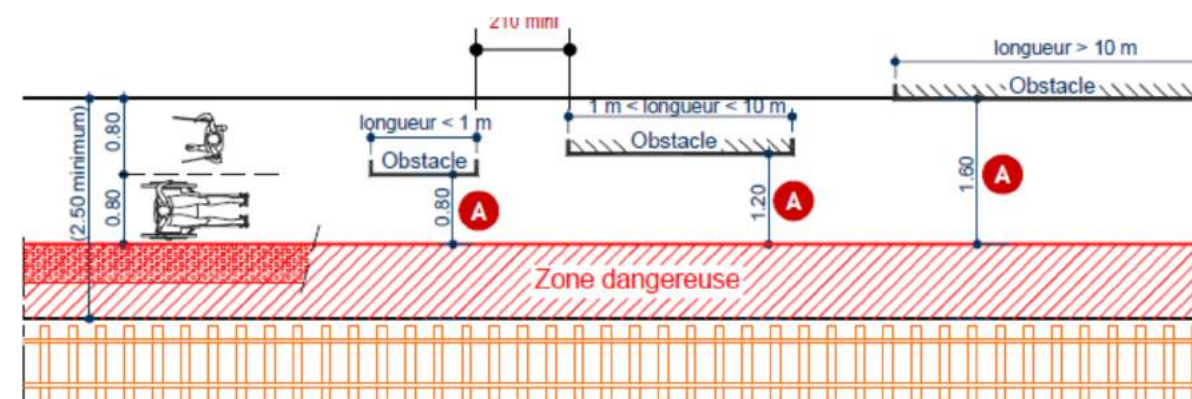 210 mini
longueur > 10 m
Obstacle
1 m < longueur < 10 m
longueur < 1 m
Obstacle
Obstacle
(2.50 minimum)
0.80
0.80
0.80
A
1.20
A
1.60
A
Zone dangereuse